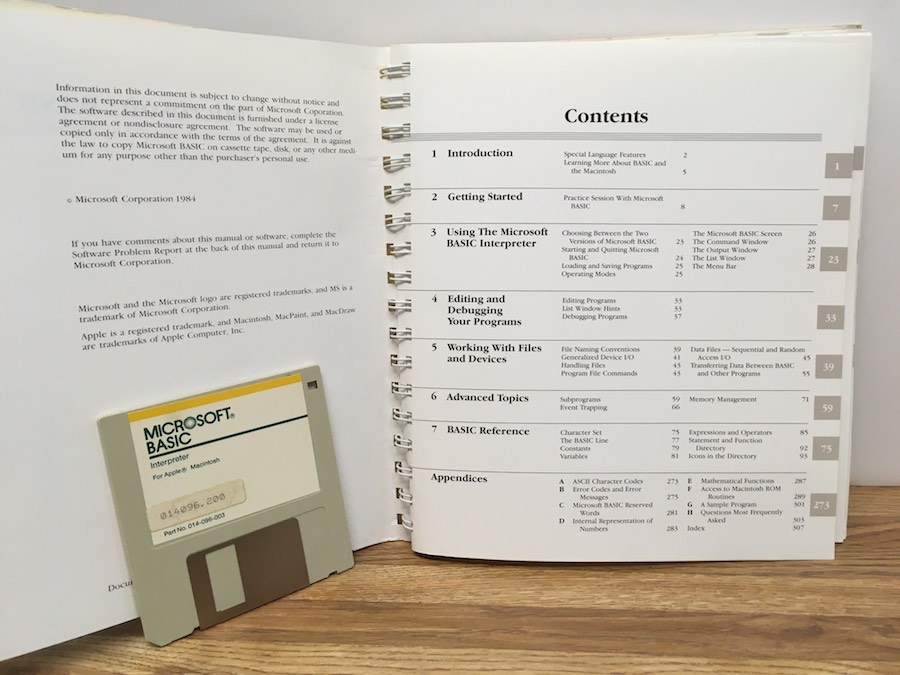 Information in this document is subject to change without notice and
does not represent a commitment on the part of Microsoft Corporation.
The software described in this document is furnished under a license
agreement or nondisclosure agreement. The software may be used or
copied only in accordance with the terms of the agreement. It is against
the law to copy Microsoft BASIC on cassette tape, disk, or any other medi-
um for any purpose other than the purchaser's personal use.
© Microsoft Corporation 1984
If you have comments about this manual or software, complete the
Software Problem Report at the back of this manual and return it to
Microsoft Corporation.
Microsoft and the Microsoft logo are registered trademarks, and MS is a
trademark of Microsoft Corporation.
Apple is a registered trademark, and Macintosh, MacPaint, and MacDraw
are trademarks of Apple Computer, Inc.
MICROSOFT®
BASIC
Interpreter
For Apple® Macintosh
014096.200
Part No. 014-096-003
Contents
1 Introduction
Special Language Features 2
Learning More About BASIC and
the Macintosh 5
1
2 Getting Started
Practice Session With Microsoft
BASIC 8
7
3 Using The Microsoft
BASIC Interpreter
Choosing Between the Two
Versions of Microsoft BASIC 23
Starting and Quitting Microsoft
BASIC 24
Loading and Saving Programs 25
Operating Modes 25
The Microsoft BASIC Screen 26
The Command Window 26
The Output Window 27
The List Window 27
The Menu Bar 28
23
4 Editing and
Debugging
Your Programs
Editing Programs 33
List Window Hints 33
Debugging Programs 37
33
5 Working With Files
and Devices
File Naming Conventions 39
Generalized Device I/O 41
Handling Files 43
Program File Commands 43
Data Files — Sequential and Random
Access I/O 45
Transferring Data Between BASIC
and Other Programs 55
39
6 Advanced Topics
Subprograms 59
Event Trapping 66
Memory Management 71
59
7 BASIC Reference
Character Set 75
The BASIC Line 77
Constants 79
Variables 81
Expressions and Operators 85
Statement and Function
Directory 92
Icons in the Directory 93
75
Appendices
A ASCII Character Codes 273
B Error Codes and Error
Messages 275
C Microsoft BASIC Reserved
Words 281
D Internal Representation of
Numbers 283
E Mathematical Functions 287
F Access to Macintosh ROM
Routines 289
G A Sample Program 301
H Questions Most Frequently
Asked 303
Index 307
273